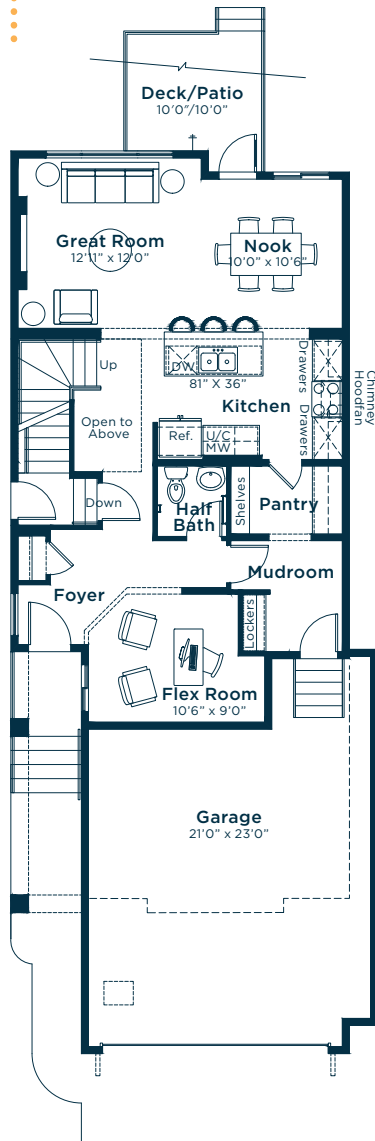 Deck/Patio
10'0"/10'0"
Great Room
12'11" x 12'0"
Nook
10'0" x 10'6"
Up
DW
81" X 36"
Drawers
Drawers
Chimney
Hoodfan
Kitchen
Open to
Above
Ref.
U/C
MW
Down
Half
Bath
Shelves
Pantry
Mudroom
Foyer
Lockers
Flex Room
10'6" x 9'0"
Garage
21'0" x 23'0"